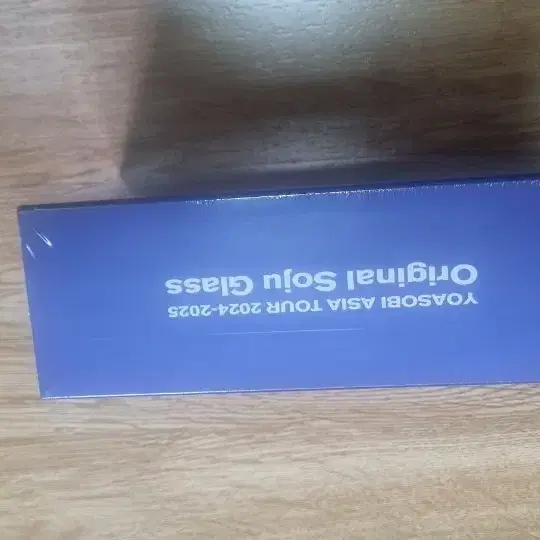 YOASOBI ASIA TOUR 2024-2025
Original Soju Glass